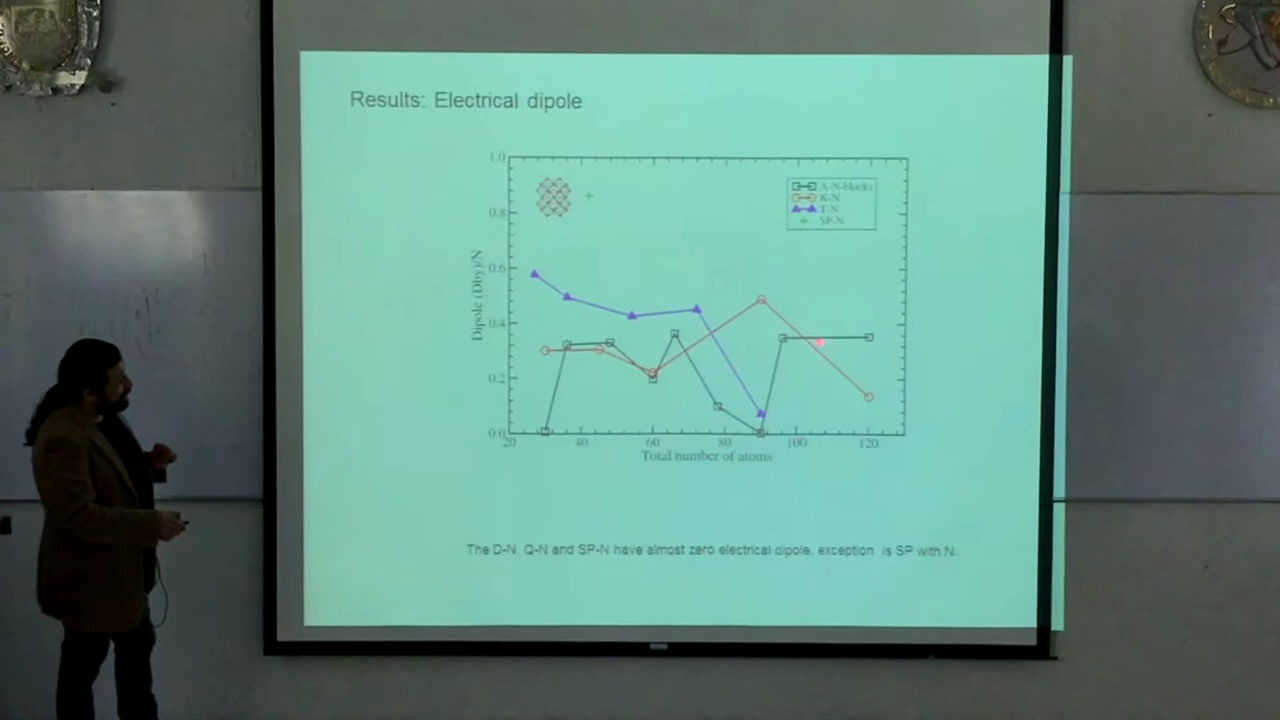 Results: Electrical dipole
1.0
0.8
0.6
0.4
0.2
0.0
Dipole (Dby)/N
A-N-blocks
K-N
T-N
SP-N
20 40 60 80 100 120
Total number of atoms
The D-N Q-N and SP-N have almost zero electrical dipole, exception is SP with N.